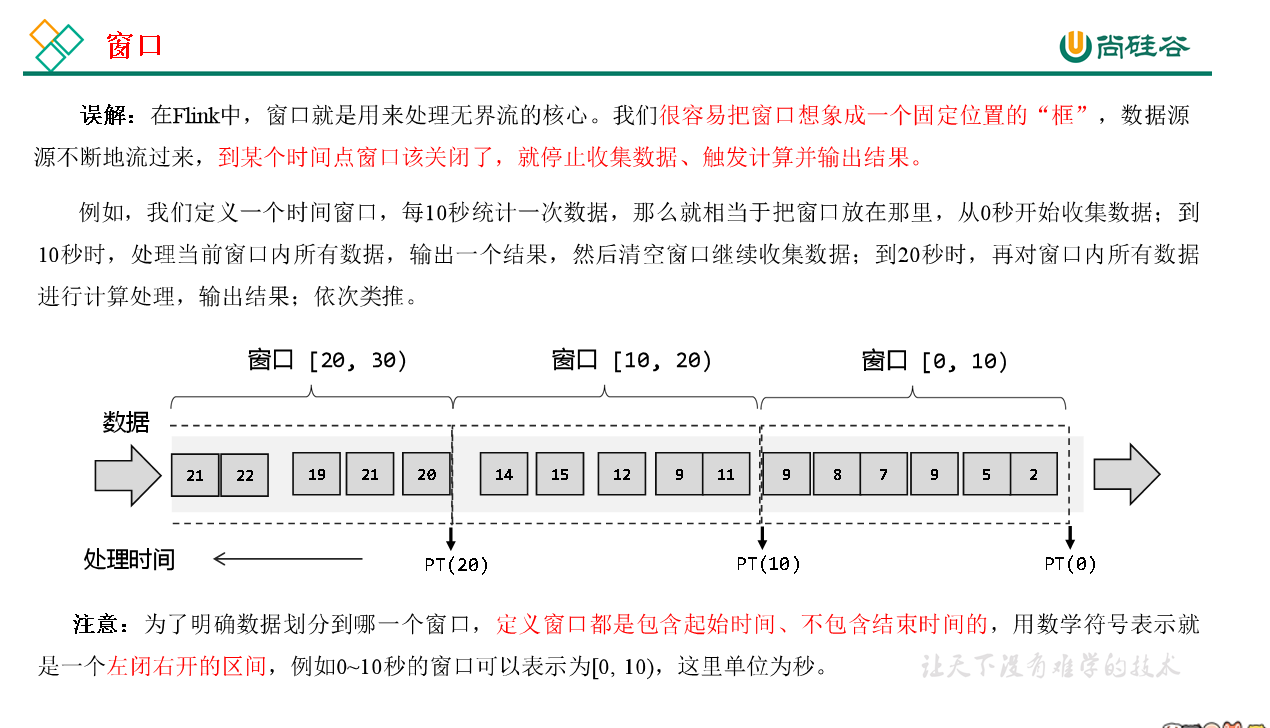 窗口
尚硅谷
误解：在Flink中，窗口就是用来处理无界流的核心。我们很容易把窗口想象成一个固定位置的“框”，数据源
源不断地流过来，到某个时间点窗口该关闭了，就停止收集数据、触发计算并输出结果。
例如，我们定义一个时间窗口，每10秒统计一次数据，那么就相当于把窗口放在那里，从0秒开始收集数据；到
10秒时，处理当前窗口内所有数据，输出一个结果，然后清空窗口继续收集数据；到20秒时，再对窗口内所有数据
进行计算处理，输出结果；依次类推。
窗口 [20, 30) 窗口 [10, 20) 窗口 [0, 10)
数据
21 22 19 21 20 14 15 12 9 11 9 8 7 9 5 2
处理时间 PT(20) PT(10) PT(0)
注意：为了明确数据划分到哪一个窗口，定义窗口都是包含起始时间、不包含结束时间的，用数学符号表示就
是一个左闭右开的区间，例如0~10秒的窗口可以表示为[0, 10)，这里单位为秒。
让天下没有难学的技术